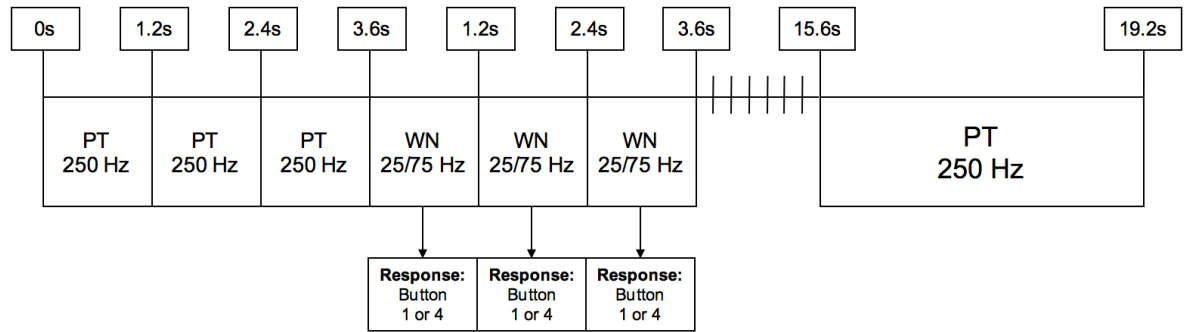 0s
1.2s
2.4s
3.6s
1.2s
2.4s
3.6s
15.6s
19.2s
PT
250 Hz
PT
250 Hz
PT
250 Hz
WN
25/75 Hz
WN
25/75 Hz
WN
25/75 Hz
PT
250 Hz
Response:
Button
1 or 4
Response:
Button
1 or 4
Response:
Button
1 or 4